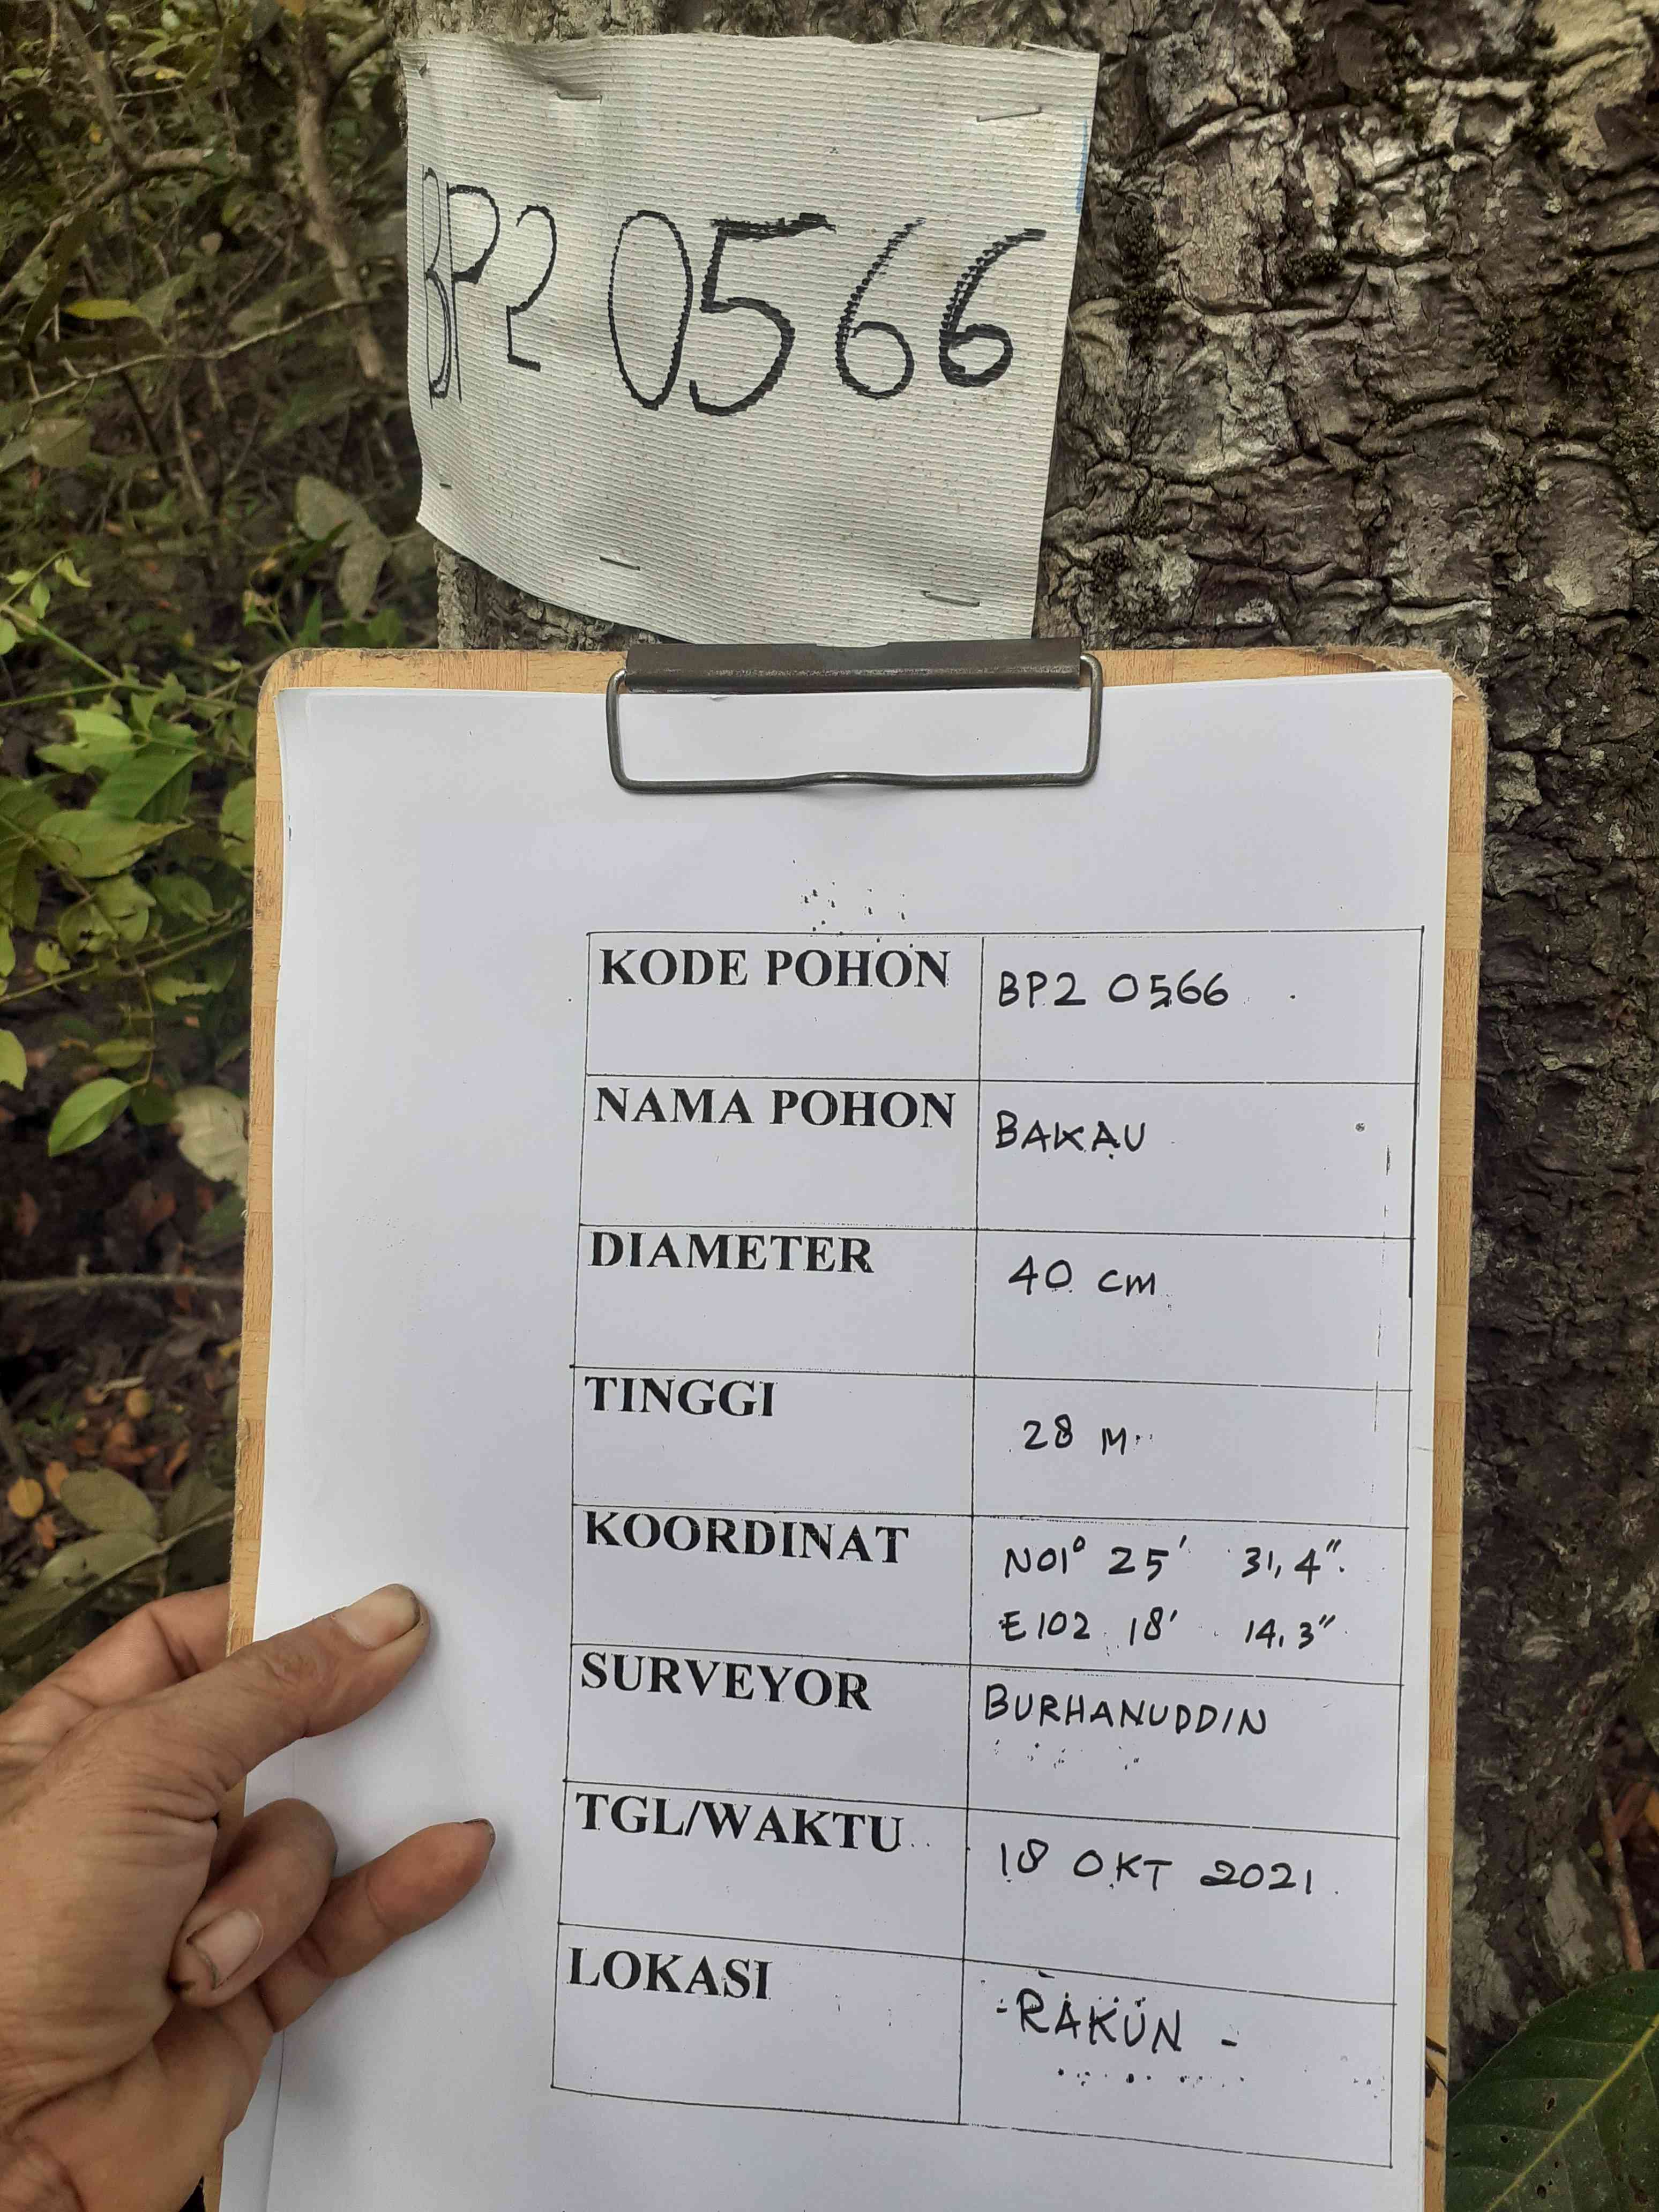 BP2 0566
KODE POHON BP2 0566
NAMA POHON BAKAU
DIAMETER 40 cm
TINGGI 28 M
KOORDINAT N01° 25' 31,4"
E102 18' 14,3"
SURVEYOR BURHANUDDIN
TGL/WAKTU 18 OKT 2021
LOKASI -RAKUN -